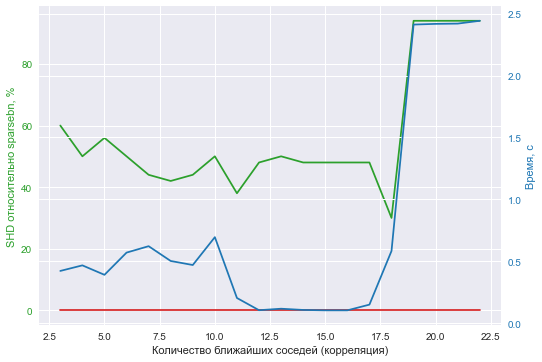 SHD относительно sparsebn, %
80
60
40
20
0
2.5
2.0
1.5
1.0
0.5
0.0
Время, с
2.5 5.0 7.5 10.0 12.5 15.0 17.5 20.0 22.5
Количество ближайших соседей (корреляция)